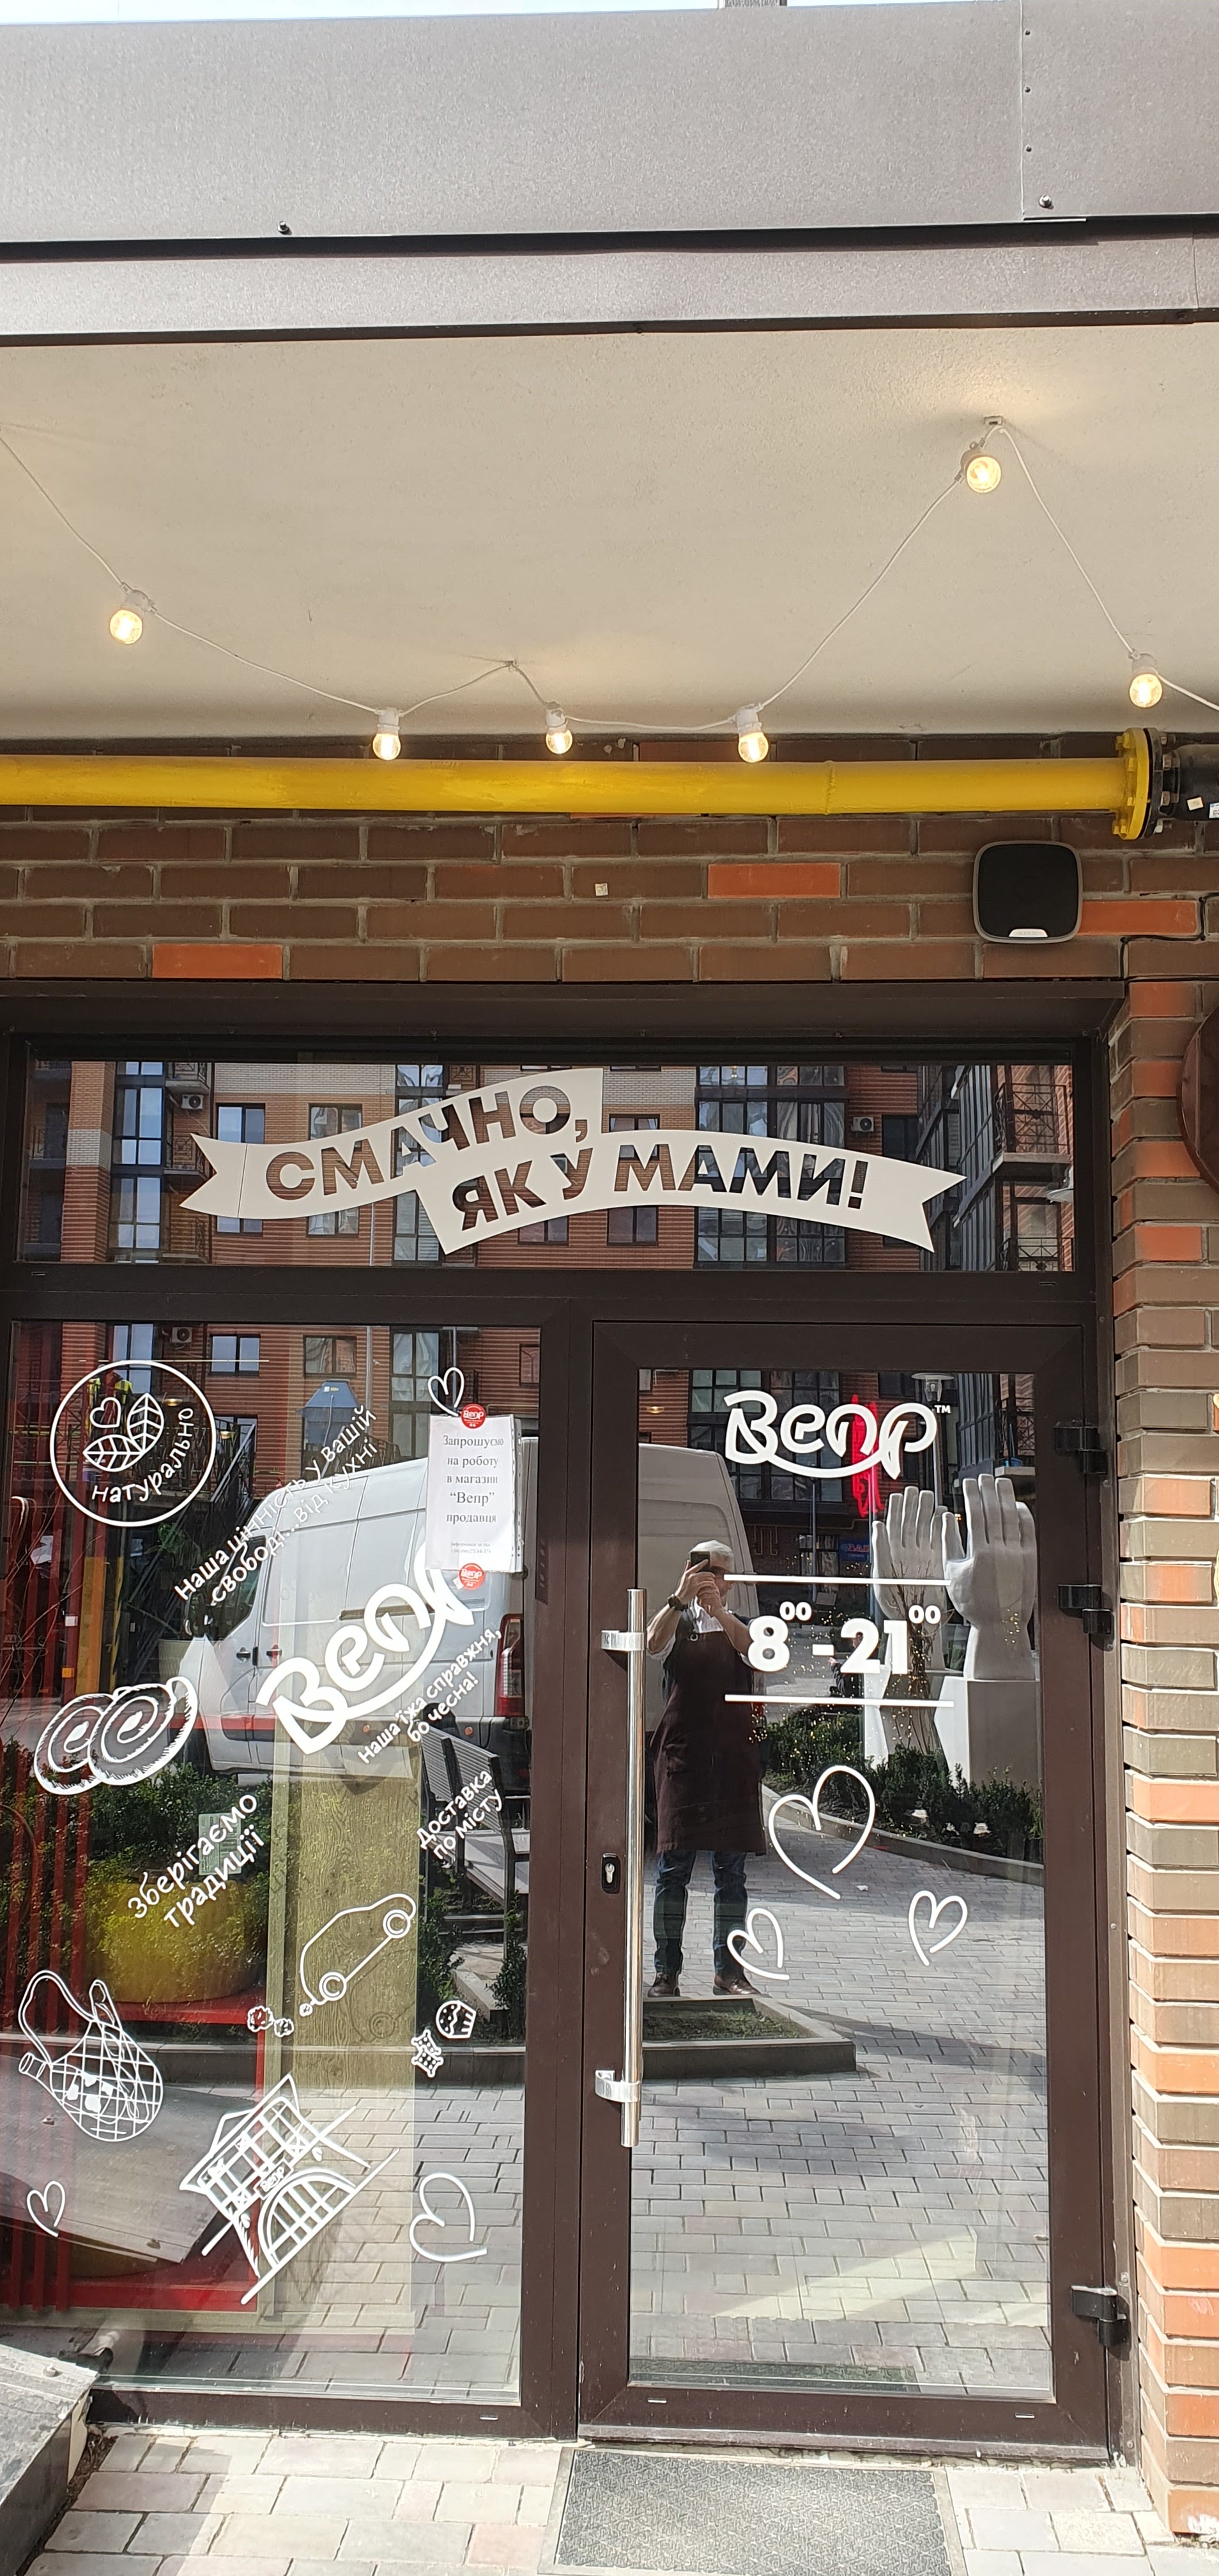 СМАЧНО,
ЯК У МАМИ!
натурально
Наша цінність у вашій
свободі... від кухні
Запрошуємо
на роботу
в магазин
"Вепр"
продавця
Вепр
Наша їжа справжня,
бо чесна!
Зберігаємо
традиції
Доставка
по місту
Вепр™
8⁰⁰-21⁰⁰